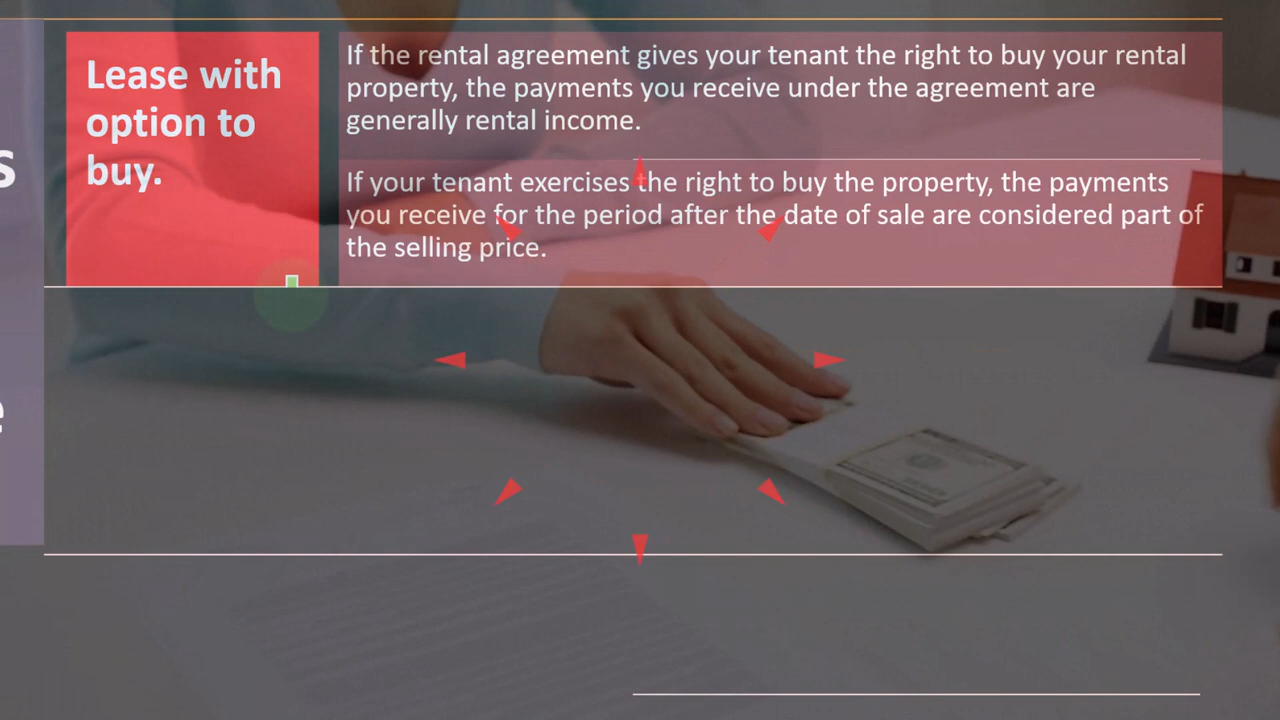 Lease with
option to
buy.
If the rental agreement gives your tenant the right to buy your rental
property, the payments you receive under the agreement are
generally rental income.
If your tenant exercises the right to buy the property, the payments
you receive for the period after the date of sale are considered part of
the selling price.